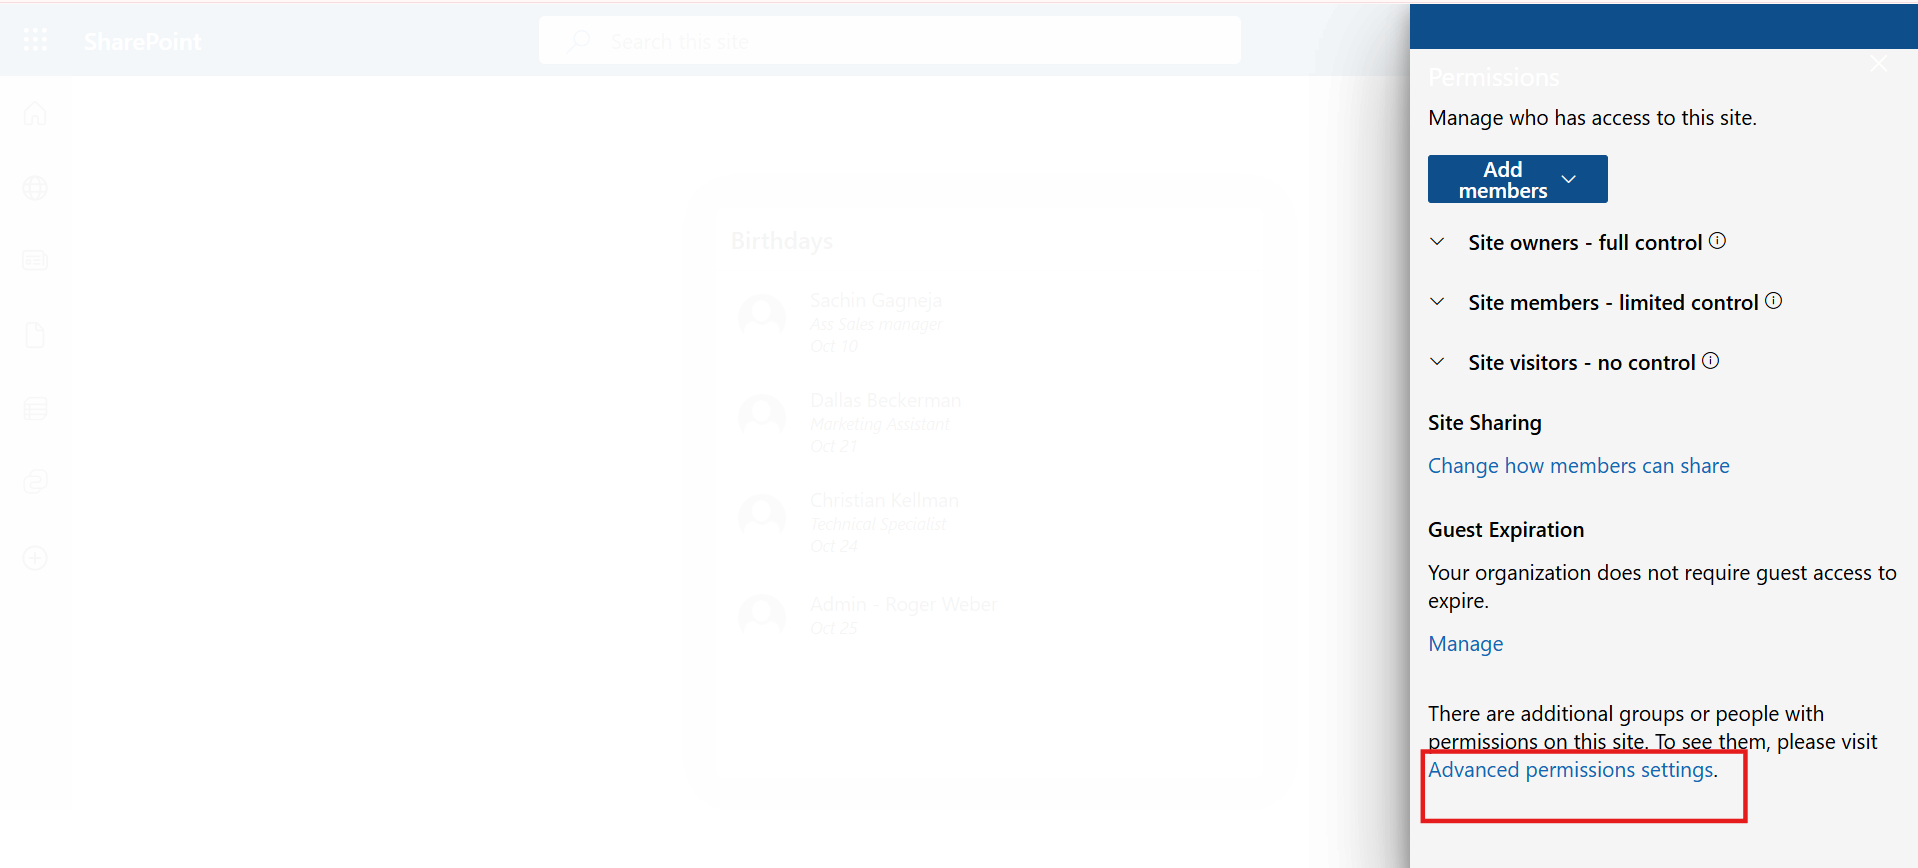 SharePoint
Search this site
Permissions
Manage who has access to this site.
Add
members
Site owners - full control
Site members - limited control
Site visitors - no control
Site Sharing
Change how members can share
Guest Expiration
Your organization does not require guest access to
expire.
Manage
There are additional groups or people with
permissions on this site. To see them, please visit
Advanced permissions settings.
Birthdays
Sachin Gagneja
Ass Sales manager
Oct 10
Dallas Beckerman
Marketing Assistant
Oct 21
Christian Kellman
Technical Specialist
Oct 24
Admin - Roger Weber
Oct 25